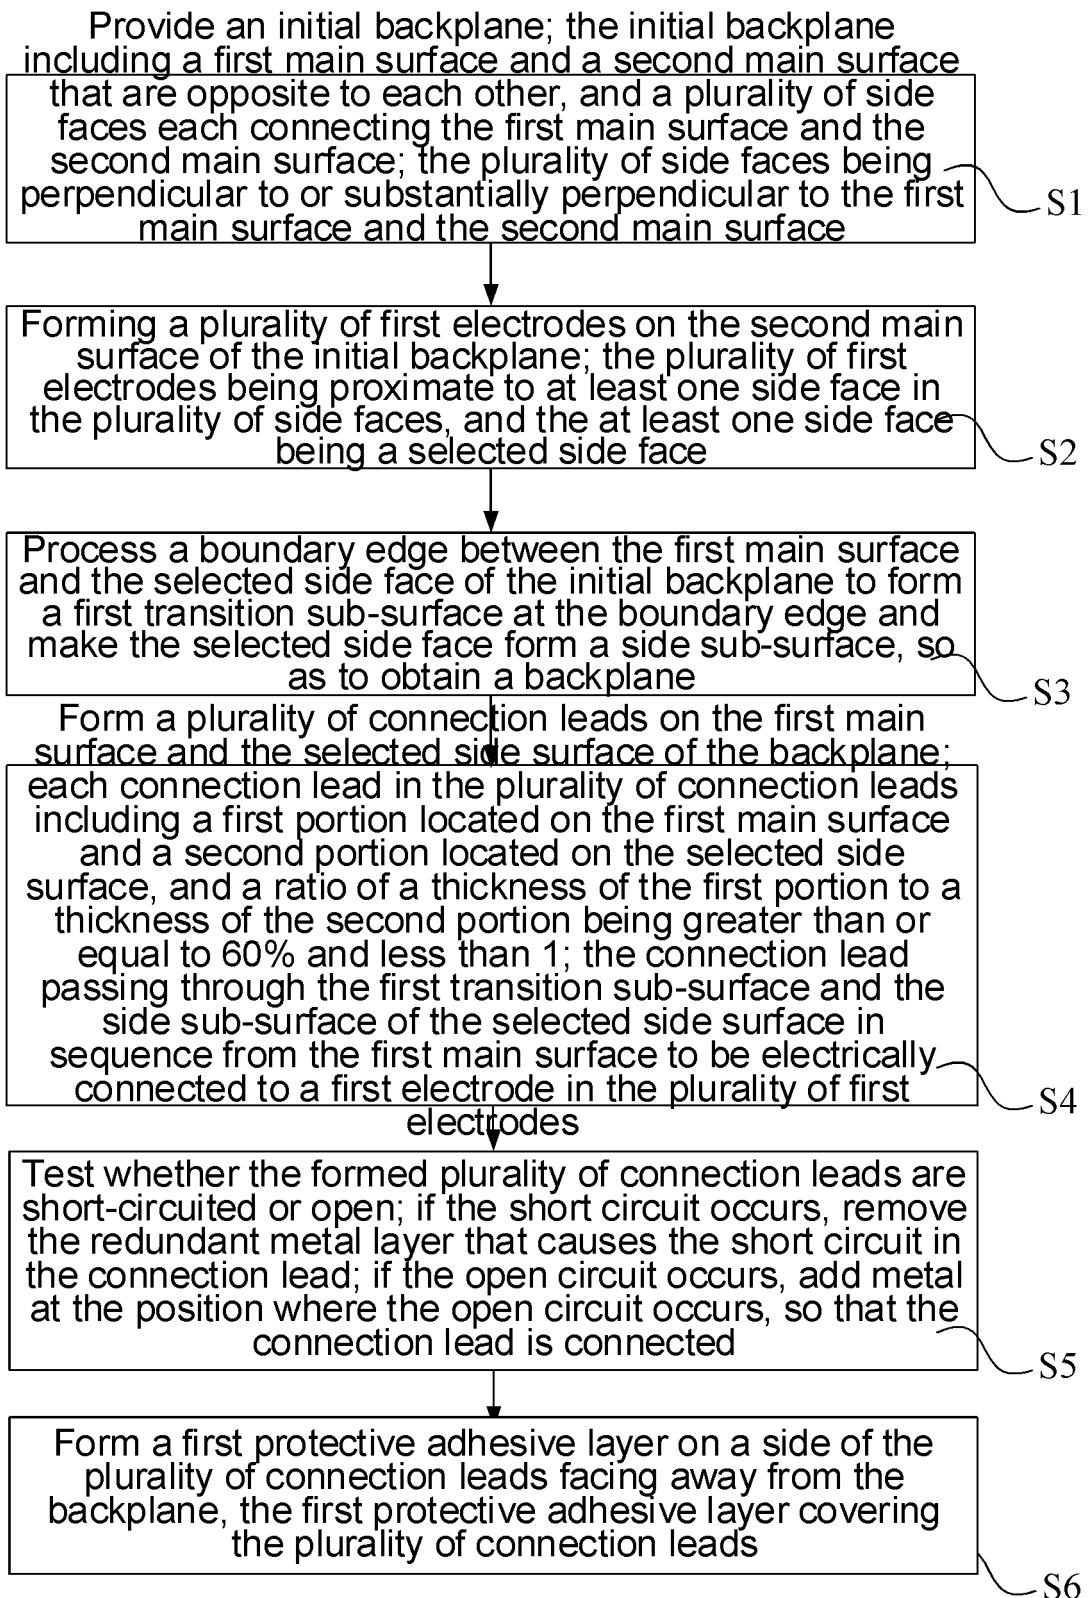 Provide an initial backplane; the initial backplane
including a first main surface and a second main surface
that are opposite to each other, and a plurality of side
faces each connecting the first main surface and the
second main surface; the plurality of side faces being
perpendicular to or substantially perpendicular to the first
main surface and the second main surface
S1
Forming a plurality of first electrodes on the second main
surface of the initial backplane; the plurality of first
electrodes being proximate to at least one side face in
the plurality of side faces, and the at least one side face
being a selected side face
S2
Process a boundary edge between the first main surface
and the selected side face of the initial backplane to form
a first transition sub-surface at the boundary edge and
make the selected side face form a side sub-surface, so
as to obtain a backplane
S3
Form a plurality of connection leads on the first main
surface and the selected side surface of the backplane;
each connection lead in the plurality of connection leads
including a first portion located on the first main surface
and a second portion located on the selected side
surface, and a ratio of a thickness of the first portion to a
thickness of the second portion being greater than or
equal to 60% and less than 1; the connection lead
passing through the first transition sub-surface and the
side sub-surface of the selected side surface in
sequence from the first main surface to be electrically
connected to a first electrode in the plurality of first
electrodes
S4
Test whether the formed plurality of connection leads are
short-circuited or open; if the short circuit occurs, remove
the redundant metal layer that causes the short circuit in
the connection lead; if the open circuit occurs, add metal
at the position where the open circuit occurs, so that the
connection lead is connected
S5
Form a first protective adhesive layer on a side of the
plurality of connection leads facing away from the
backplane, the first protective adhesive layer covering
the plurality of connection leads
S6